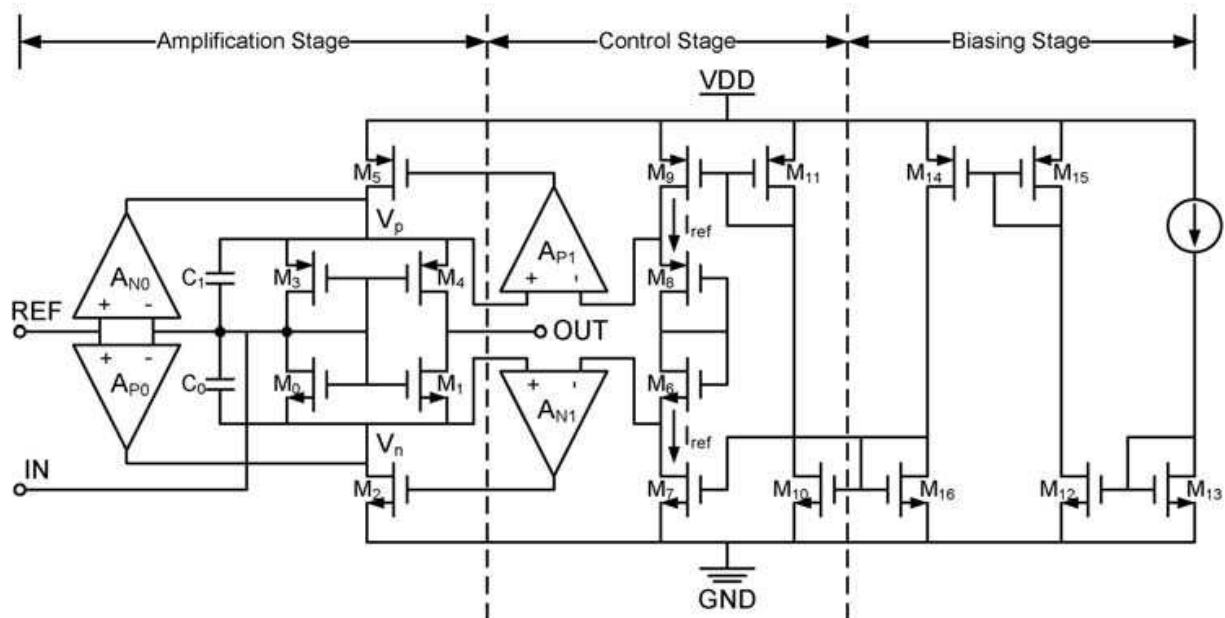 Amplification Stage
Control Stage
Biasing Stage
VDD
M5
M9
M11
M14
M15
Vp
Iref
AN0
C1
M3
M4
AP1
+ -
M8
REF
+ -
OUT
+ -
AP0
C0
M0
M1
+ -
AN1
M6
Vn
Iref
IN
M2
M7
M10
M16
M12
M13
GND